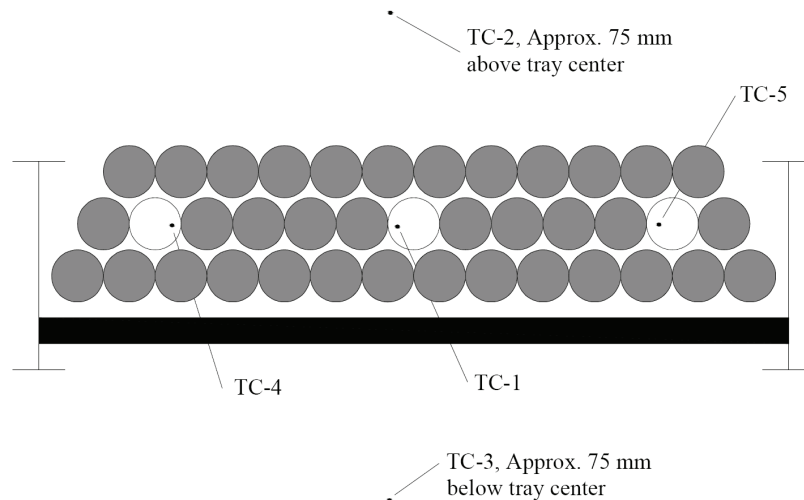 TC-2, Approx. 75 mm
above tray center
TC-5
TC-4
TC-1
TC-3, Approx. 75 mm
below tray center